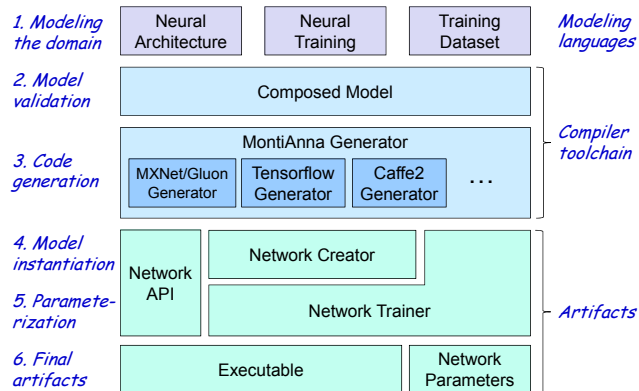 1. Modeling
the domain
Neural
Architecture
Neural
Training
Training
Dataset
Modeling
languages
2. Model
validation
Composed Model
Compiler
toolchain
3. Code
generation
MontiAnna Generator
MXNet/Gluon
Generator
Tensorflow
Generator
Caffe2
Generator
...
4. Model
instantiation
Network
API
Network Creator
5. Paramete-
rization
Network Trainer
Artifacts
6. Final
artifacts
Executable
Network
Parameters